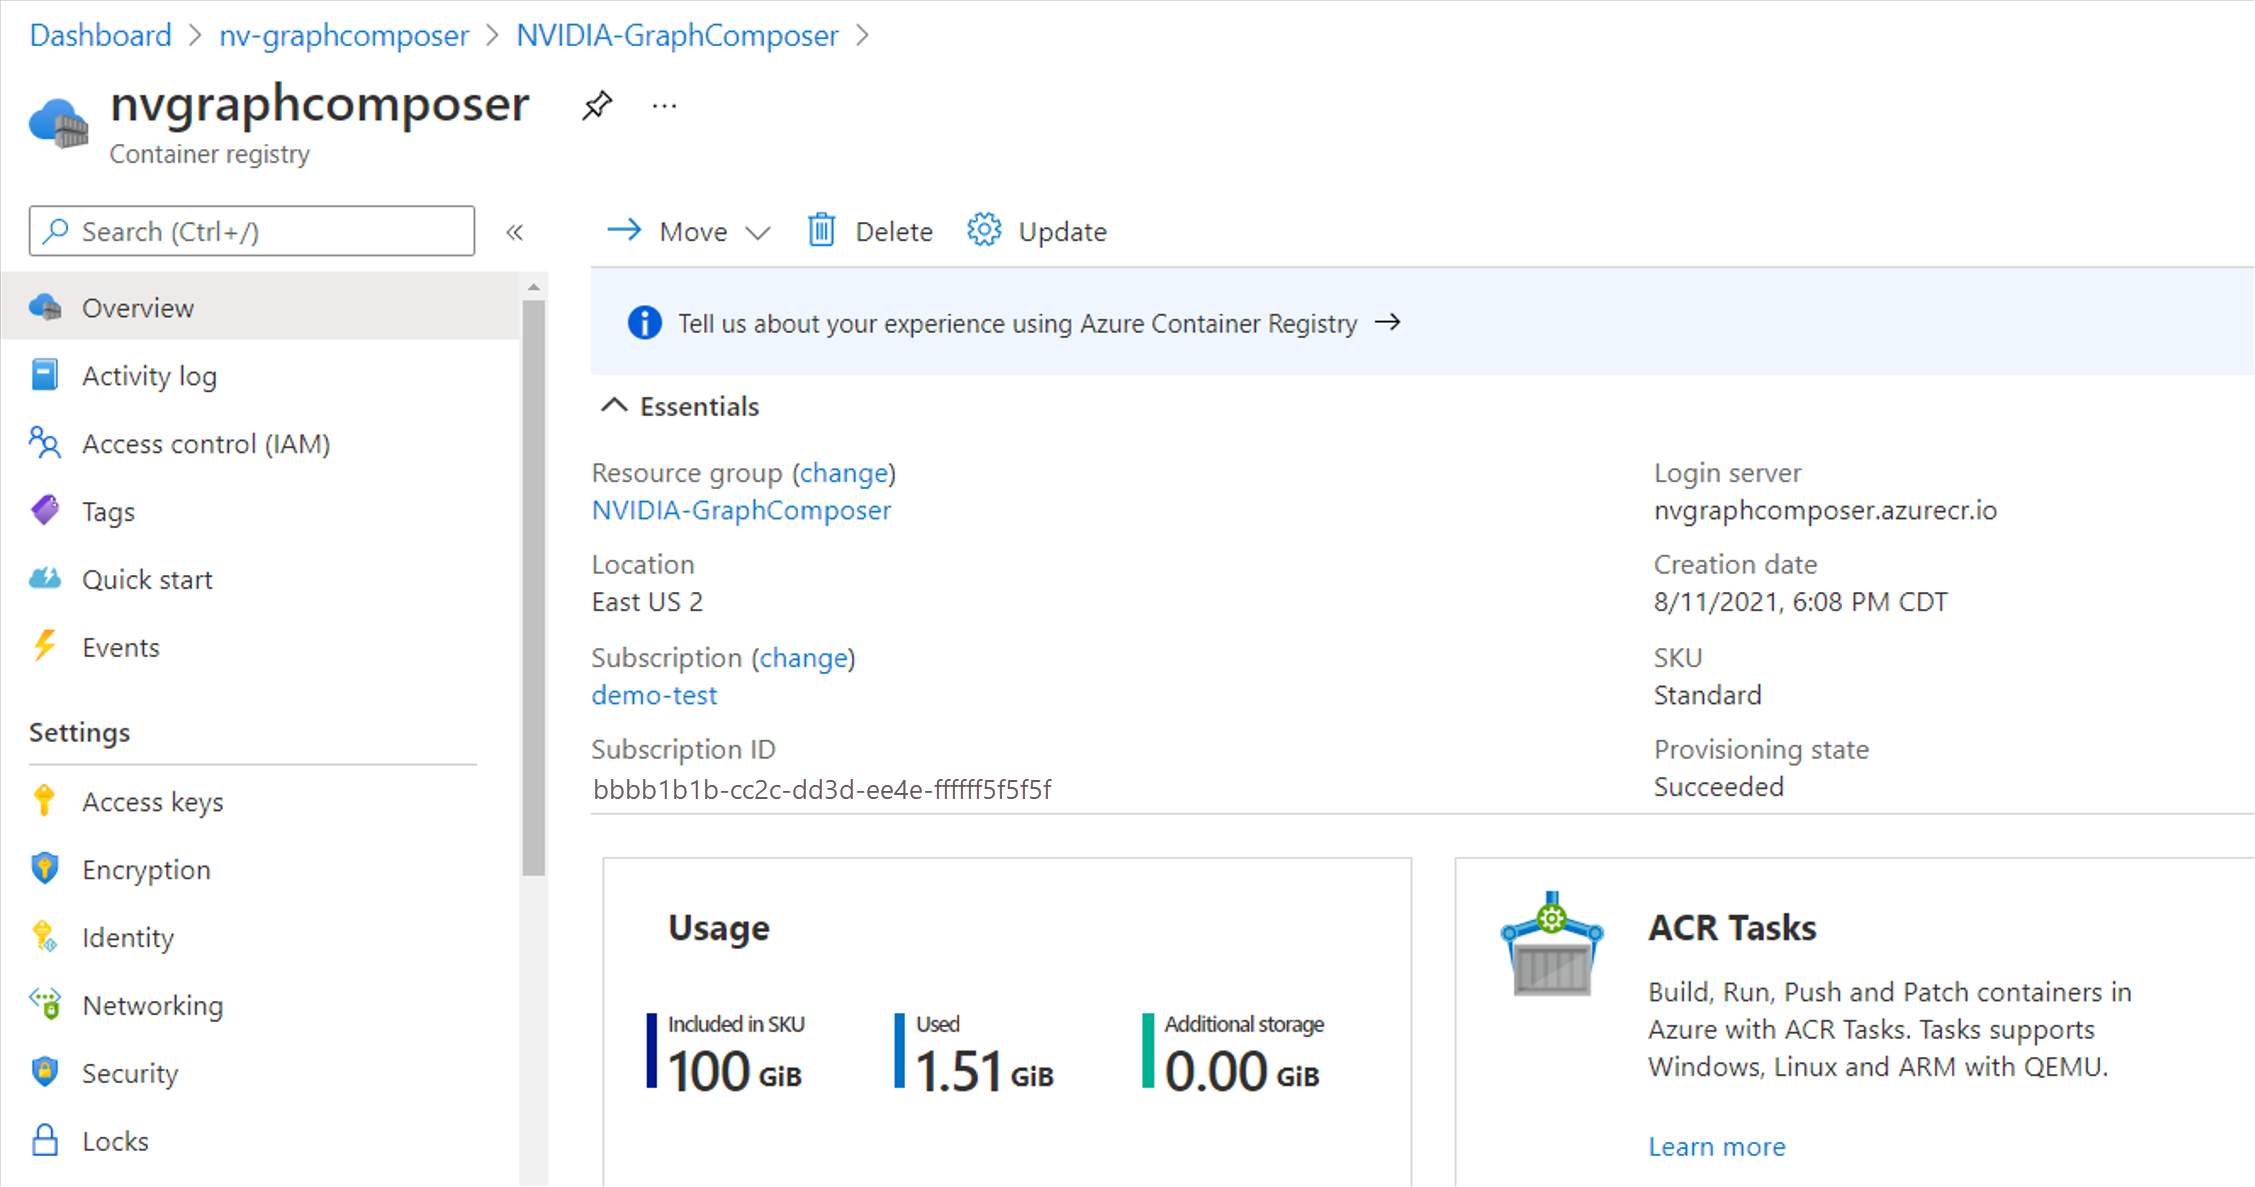 Dashboard > nv-graphcomposer > NVIDIA-GraphComposer >
nvgraphcomposer
...
Container registry
Search (Ctrl+/)
«
Overview
Activity log
Access control (IAM)
Tags
Quick start
Events
Settings
Access keys
Encryption
Identity
Networking
Security
Locks
Move
Delete
Update
Tell us about your experience using Azure Container Registry →
Essentials
Resource group (change)
NVIDIA-GraphComposer
Location
East US 2
Subscription (change)
demo-test
Subscription ID
bbbb1b1b-cc2c-dd3d-ee4e-ffffff5f5f5f
Login server
nvgraphcomposer.azurecr.io
Creation date
8/11/2021, 6:08 PM CDT
SKU
Standard
Provisioning state
Succeeded
Usage
Included in SKU
100 GiB
Used
1.51 GiB
Additional storage
0.00 GiB
ACR Tasks
Build, Run, Push and Patch containers in
Azure with ACR Tasks. Tasks supports
Windows, Linux and ARM with QEMU.
Learn more